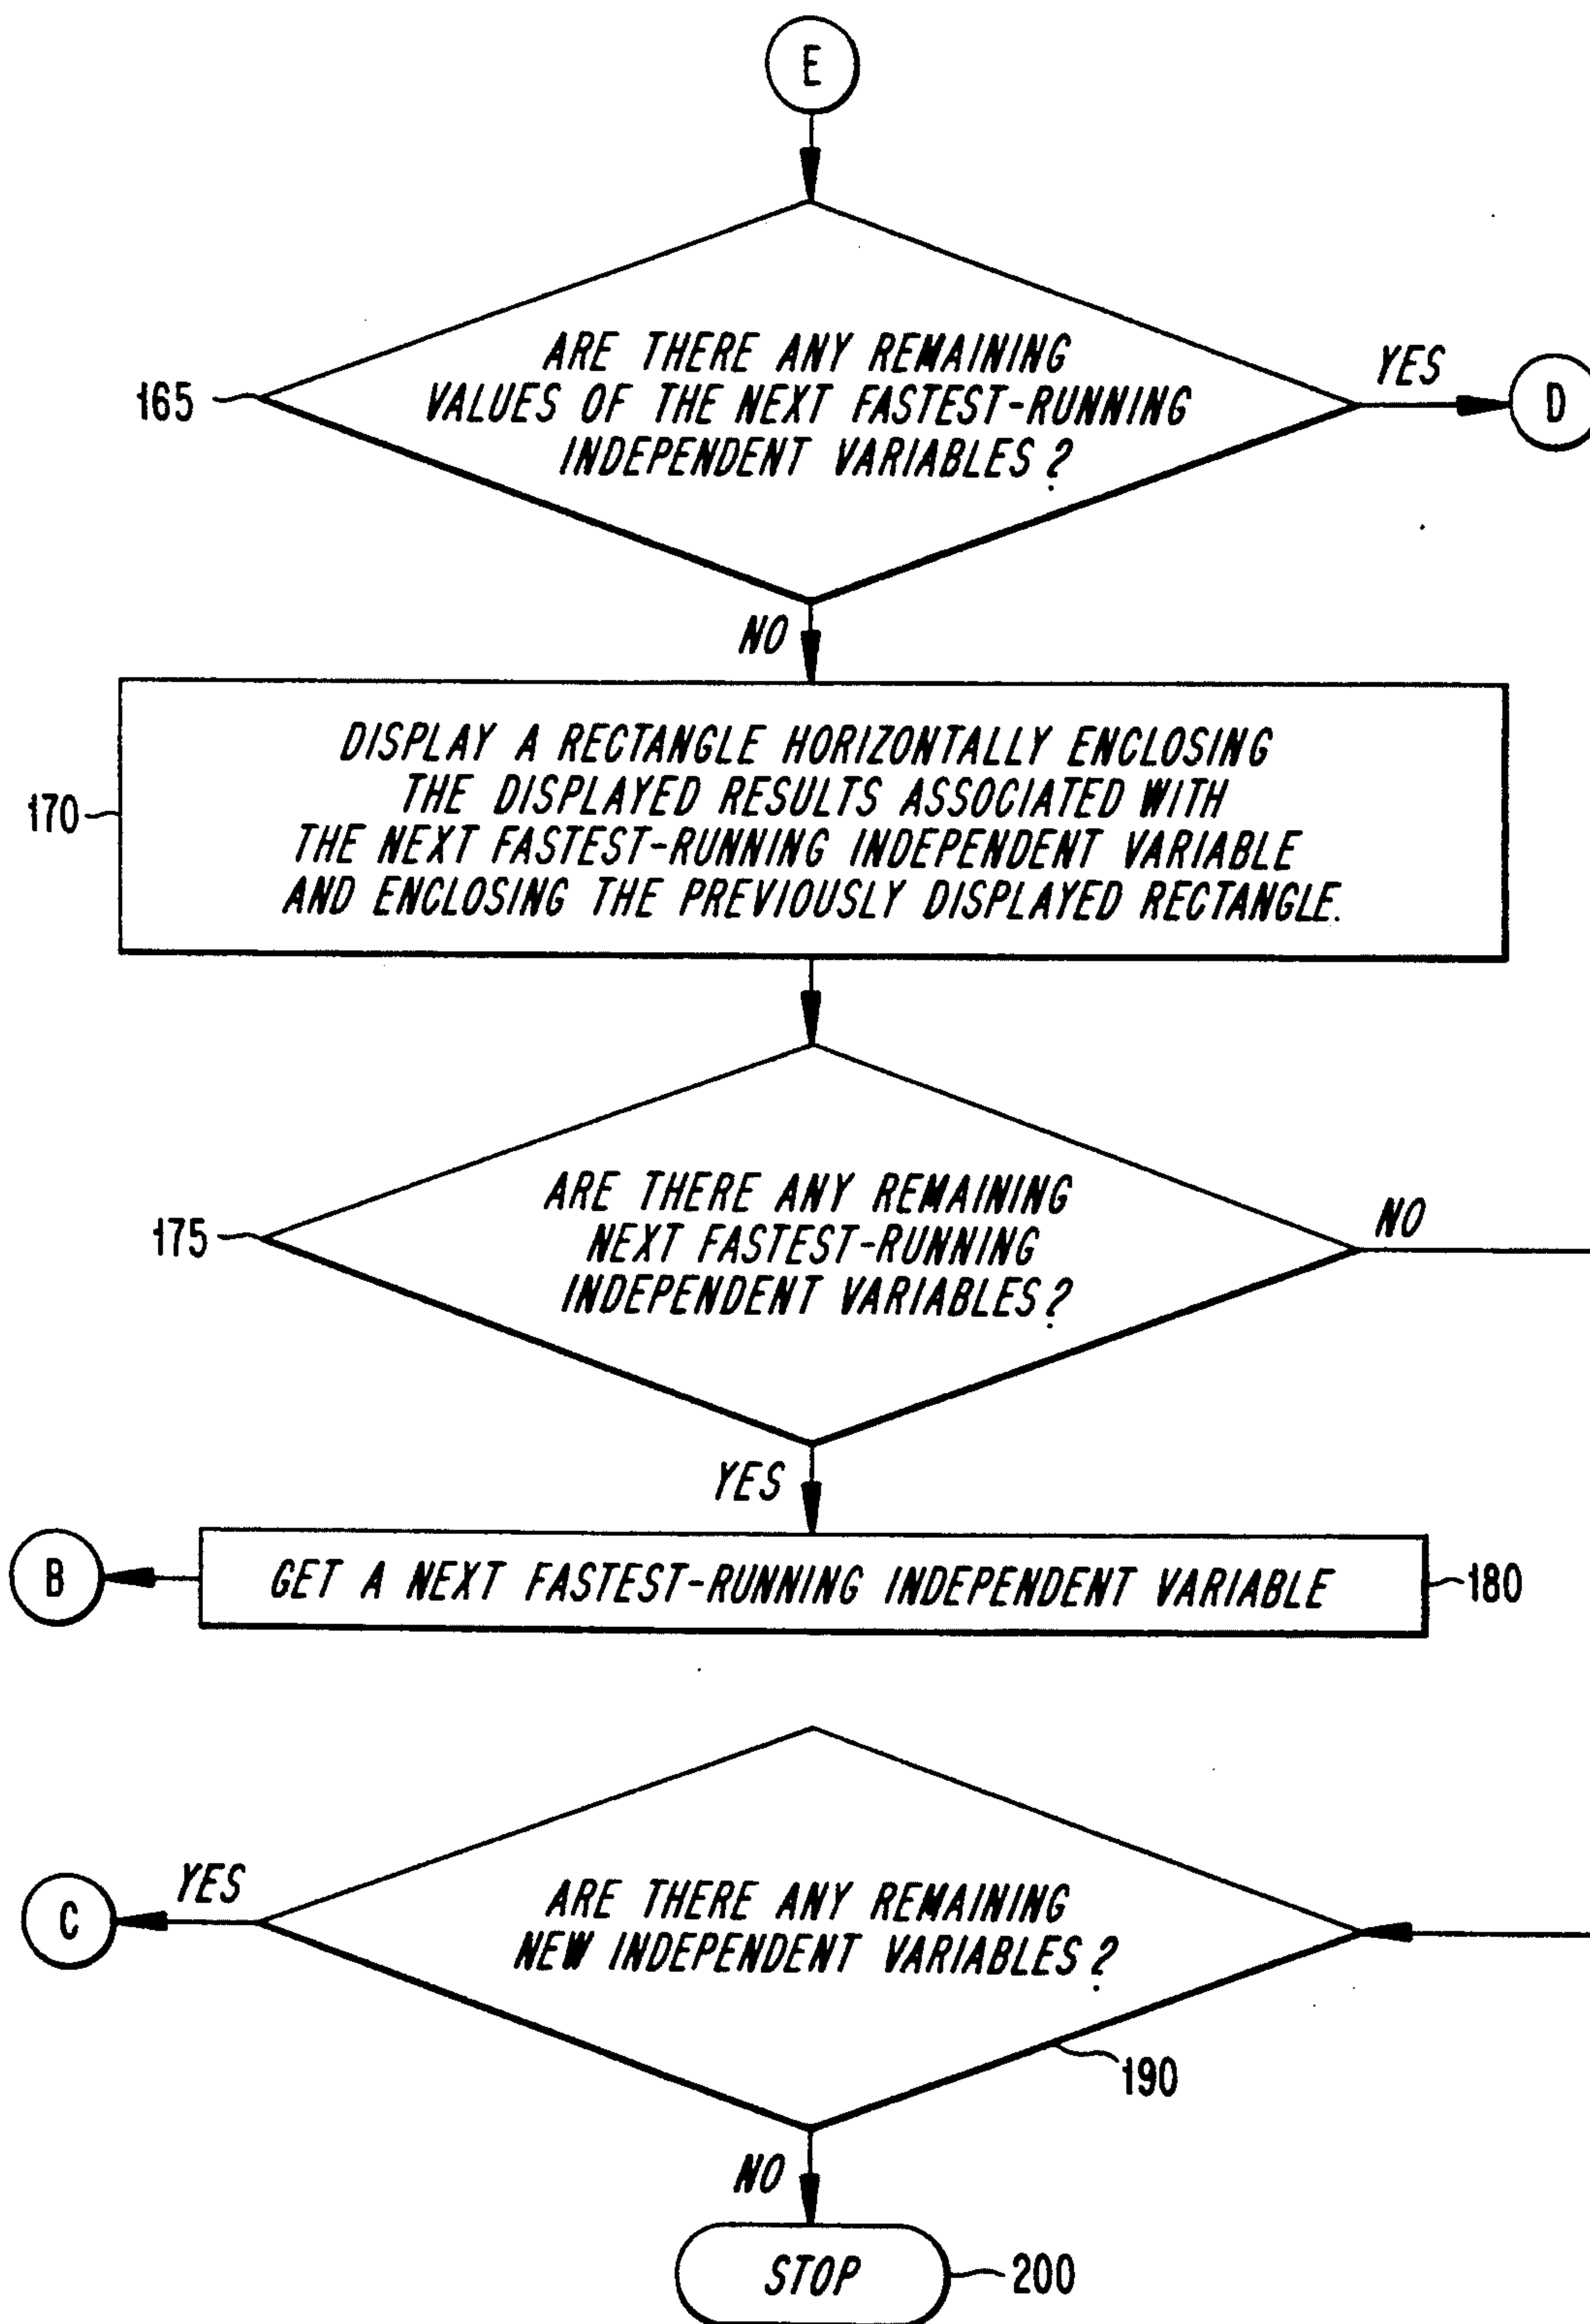 E
ARE THERE ANY REMAINING
VALUES OF THE NEXT FASTEST-RUNNING
INDEPENDENT VARIABLES?
165
YES
D
NO
DISPLAY A RECTANGLE HORIZONTALLY ENCLOSING
THE DISPLAYED RESULTS ASSOCIATED WITH
THE NEXT FASTEST-RUNNING INDEPENDENT VARIABLE
AND ENCLOSING THE PREVIOUSLY DISPLAYED RECTANGLE.
170
ARE THERE ANY REMAINING
NEXT FASTEST-RUNNING
INDEPENDENT VARIABLES?
175
NO
YES
B
GET A NEXT FASTEST-RUNNING INDEPENDENT VARIABLE
180
YES
C
ARE THERE ANY REMAINING
NEW INDEPENDENT VARIABLES?
190
NO
STOP
200